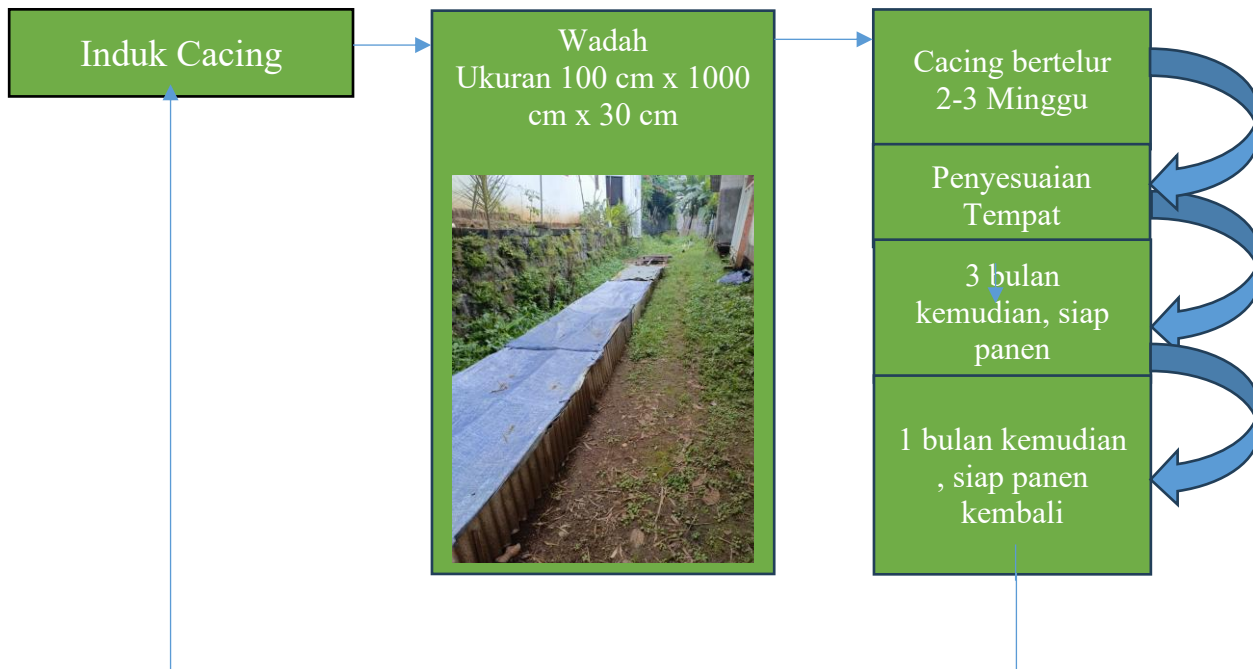 Induk Cacing
Wadah
Ukuran 100 cm x 1000
cm x 30 cm
Cacing bertelur
2-3 Minggu
Penyesuaian
Tempat
3 bulan
kemudian, siap
panen
1 bulan kemudian
, siap panen
kembali